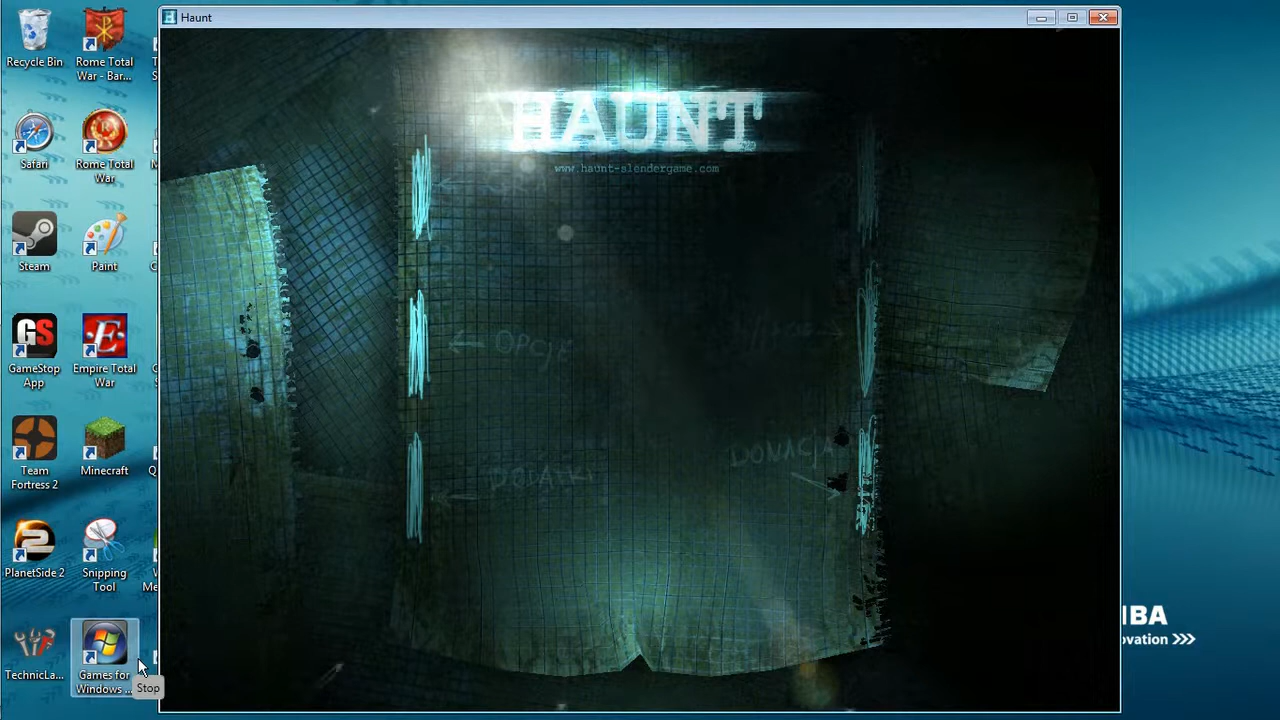 Haunt
HAUNT
www.haunt-slendergame.com
OPCJE
DODATKI
DONACJA
Recycle Bin
Rome Total
War - Bar...
Safari
Rome Total
War
Steam
Paint
GameStop
App
Empire Total
War
Team
Fortress 2
Minecraft
PlanetSide 2
Snipping
Tool
TechnicLa...
Games for
Windows ...
Stop
IBA
ovation >>>